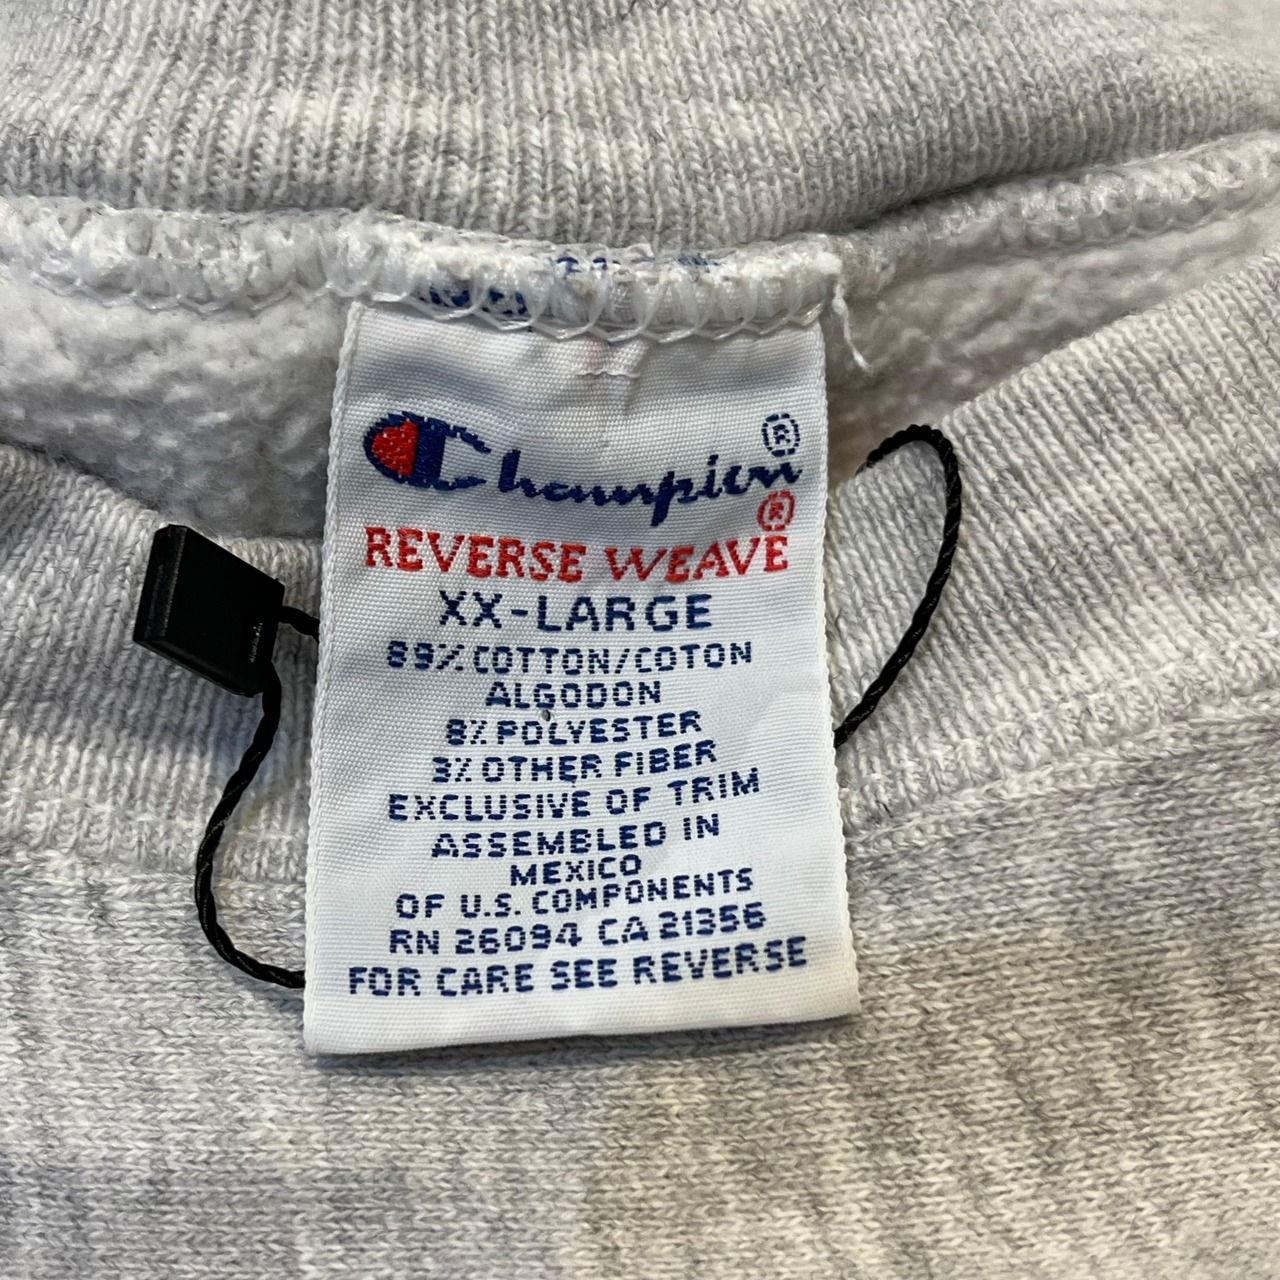 Champion®
REVERSE WEAVE®
XX-LARGE
89% COTTON/COTON
ALGODON
8% POLYESTER
3% OTHER FIBER
EXCLUSIVE OF TRIM
ASSEMBLED IN
MEXICO
OF U.S. COMPONENTS
RN 26094 CA 21356
FOR CARE SEE REVERSE